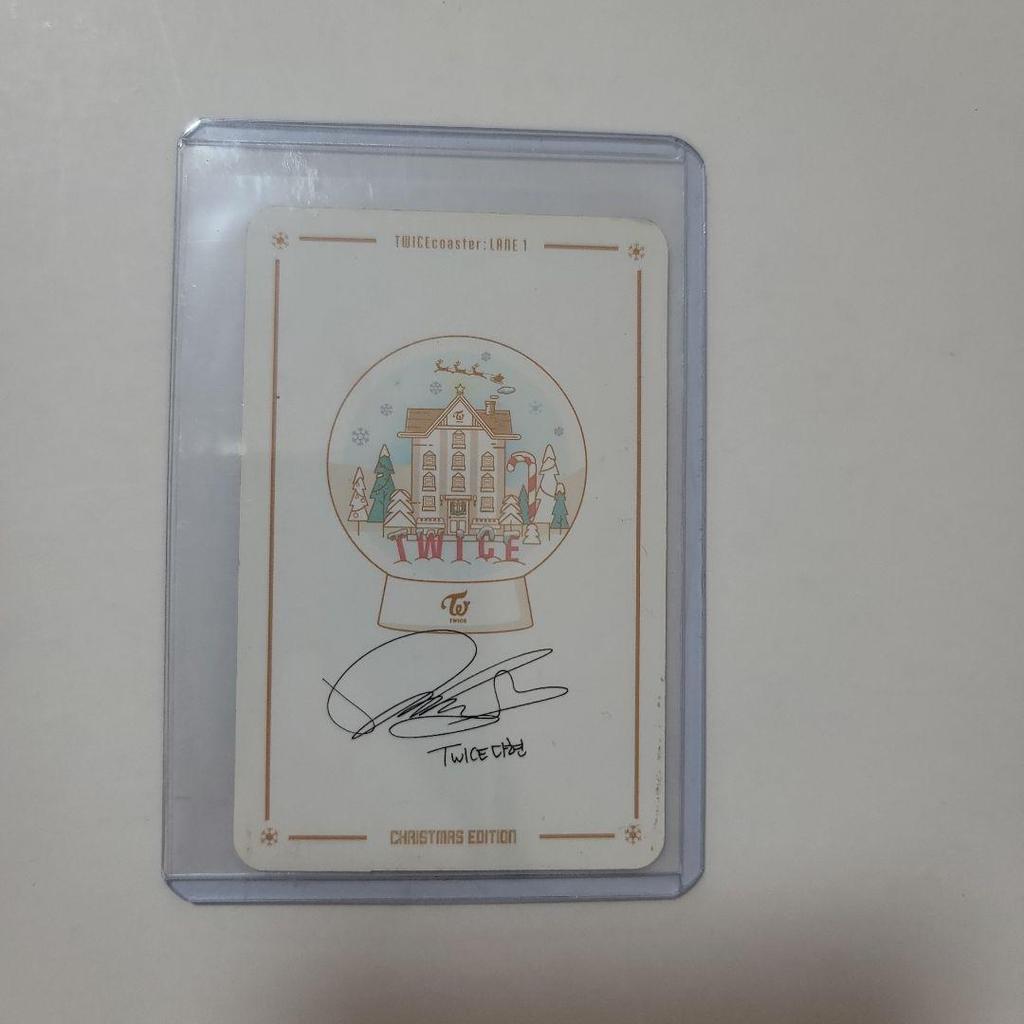 TWICEcoaster: LANE 1
TWICE
TWICE
TWICE 다현
CHRISTMAS EDITION